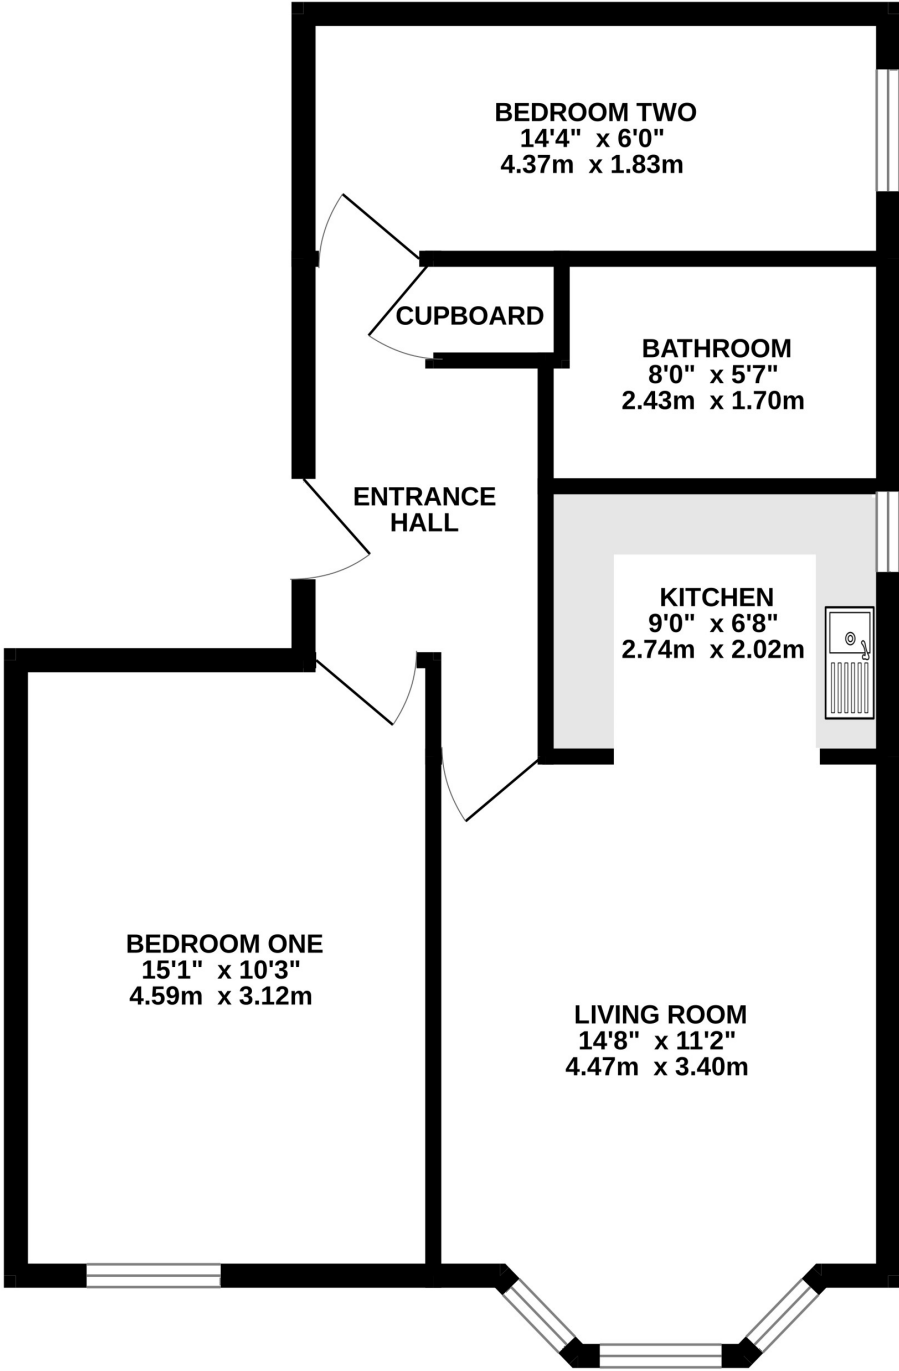 BEDROOM TWO
14'4" x 6'0"
4.37m x 1.83m
CUPBOARD
BATHROOM
8'0" x 5'7"
2.43m x 1.70m
ENTRANCE
HALL
KITCHEN
9'0" x 6'8"
2.74m x 2.02m
BEDROOM ONE
15'1" x 10'3"
4.59m x 3.12m
LIVING ROOM
14'8" x 11'2"
4.47m x 3.40m